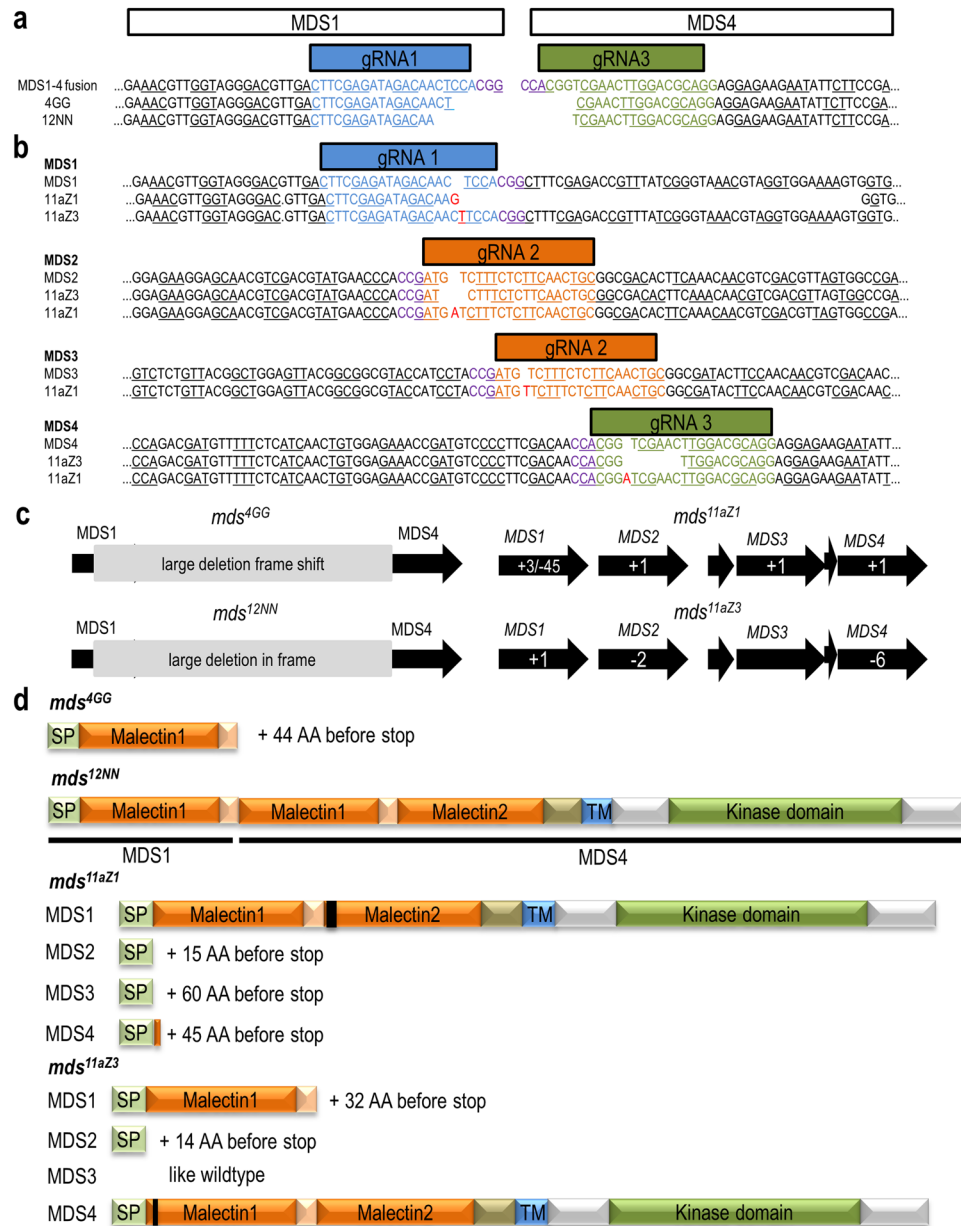 a
MDS1 MDS4
gRNA1 gRNA3
MDS1-4 fusion ...GAAACGTTGGTAGGGACGTTGACTTCGAGATAGACAACTCCACGG CCACGGTCGAACTTGGACGCAGGAGGAGAAGAATATTCTTCCGA...
4GG ...GAAACGTTGGTAGGGACGTTGACTTCGAGATAGACAACT CGAACTTGGACGCAGGAGGAGAAGAATATTCTTCCGA...
12NN ...GAAACGTTGGTAGGGACGTTGACTTCGAGATAGACAA TCGAACTTGGACGCAGGAGGAGAAGAATATTCTTCCGA...
b
MDS1
gRNA 1
MDS1 ...GAAACGTTGGTAGGGACGTTGACTTCGAGATAGACAAC TCCACGGCTTTCGAGACCGTTTATCGGGTAAACGTAGGTGGAAAAGTGGTG...
11aZ1 ...GAAACGTTGGTAGGGAC.GTTGACTTCGAGATAGACAAG GGTG...
11aZ3 ...GAAACGTTGGTAGGGAC.GTTGACTTCGAGATAGACAACTTCCACGGCTTTCGAGACCGTTTATCGGGTAAACGTAGGTGGAAAAGTGGTG...
MDS2
gRNA 2
MDS2 ...GGAGAAGGAGCAACGTCGACGTATGAACCCACCGATG TCTTTCTCTTCAACTGCGGCGACACTTCAAACAACGTCGACGTTAGTGGCCGA...
11aZ3 ...GGAGAAGGAGCAACGTCGACGTATGAACCCACCGAT CTTTCTCTTCAACTGCGGCGACACTTCAAACAACGTCGACGTTAGTGGCCGA...
11aZ1 ...GGAGAAGGAGCAACGTCGACGTATGAACCCACCGATGATCTTTCTCTTCAACTGCGGCGACACTTCAAACAACGTCGACGTTAGTGGCCGA...
MDS3
gRNA 2
MDS3 ...GTCTCTGTTACGGCTGGAGTTACGGCGGCGTACCATCCTACCGATG TCTTTCTCTTCAACTGCGGCGATACTTCCAACAACGTCGACAAC...
11aZ1 ...GTCTCTGTTACGGCTGGAGTTACGGCGGCGTACCATCCTACCGATGTTCTTTCTCTTCAACTGCGGCGATACTTCCAACAACGTCGACAAC...
MDS4
gRNA 3
MDS4 ...CCAGACGATGTTTTTCTCATCAACTGTGGAGAAACCGATGTCCCCTTCGACAACCACGG TCGAACTTGGACGCAGGAGGAGAAGAATATT...
11aZ3 ...CCAGACGATGTTTTTCTCATCAACTGTGGAGAAACCGATGTCCCCTTCGACAACCACGG TTGGACGCAGGAGGAGAAGAATATT...
11aZ1 ...CCAGACGATGTTTTTCTCATCAACTGTGGAGAAACCGATGTCCCCTTCGACAACCACGGATCGAACTTGGACGCAGGAGGAGAAGAATATT...
c
mds4GG mds11aZ1
MDS1 MDS4 MDS1 MDS2 MDS3 MDS4
large deletion frame shift +3/-45 +1 +1 +1
mds12NN mds11aZ3
MDS1 MDS4 MDS1 MDS2 MDS3 MDS4
large deletion in frame +1 -2 -6
d
mds4GG
SP Malectin1 + 44 AA before stop
mds12NN
SP Malectin1 Malectin1 Malectin2 TM Kinase domain
MDS1 MDS4
mds11aZ1
MDS1 SP Malectin1 Malectin2 TM Kinase domain
MDS2 SP + 15 AA before stop
MDS3 SP + 60 AA before stop
MDS4 SP + 45 AA before stop
mds11aZ3
MDS1 SP Malectin1 + 32 AA before stop
MDS2 SP + 14 AA before stop
MDS3 like wildtype
MDS4 SP Malectin1 Malectin2 TM Kinase domain